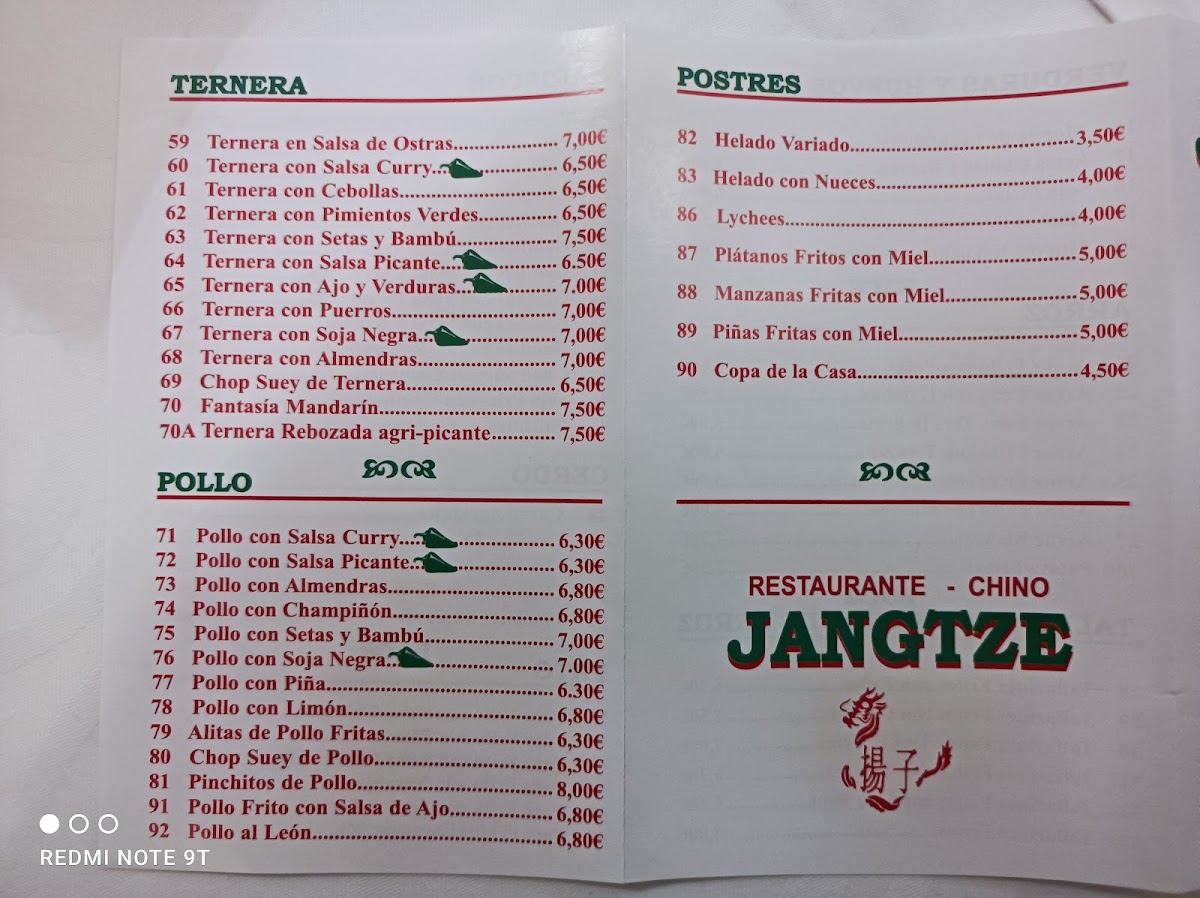 TERNERA
59 Ternera en Salsa de Ostras 7,00€
60 Ternera con Salsa Curry 6,50€
61 Ternera con Cebollas 6,50€
62 Ternera con Pimientos Verdes 6,50€
63 Ternera con Setas y Bambú 7,50€
64 Ternera con Salsa Picante 6.50€
65 Ternera con Ajo y Verduras 7.00€
66 Ternera con Puerros 7,00€
67 Ternera con Soja Negra 7,00€
68 Ternera con Almendras 7,00€
69 Chop Suey de Ternera 6,50€
70 Fantasía Mandarín 7,50€
70A Ternera Rebozada agri-picante 7,50€
POLLO
71 Pollo con Salsa Curry 6,30€
72 Pollo con Salsa Picante 6,30€
73 Pollo con Almendras 6,80€
74 Pollo con Champiñón 6,80€
75 Pollo con Setas y Bambú 7,00€
76 Pollo con Soja Negra 7.00€
77 Pollo con Piña 6.30€
78 Pollo con Limón 6,80€
79 Alitas de Pollo Fritas 6,30€
80 Chop Suey de Pollo 6,30€
81 Pinchitos de Pollo 8,00€
91 Pollo Frito con Salsa de Ajo 6,80€
92 Pollo al León 6,80€
POSTRES
82 Helado Variado 3,50€
83 Helado con Nueces 4,00€
86 Lychees 4,00€
87 Plátanos Fritos con Miel 5,00€
88 Manzanas Fritas con Miel 5,00€
89 Piñas Fritas con Miel 5,00€
90 Copa de la Casa 4,50€
RESTAURANTE - CHINO
JANGTZE
揚子
REDMI NOTE 9T